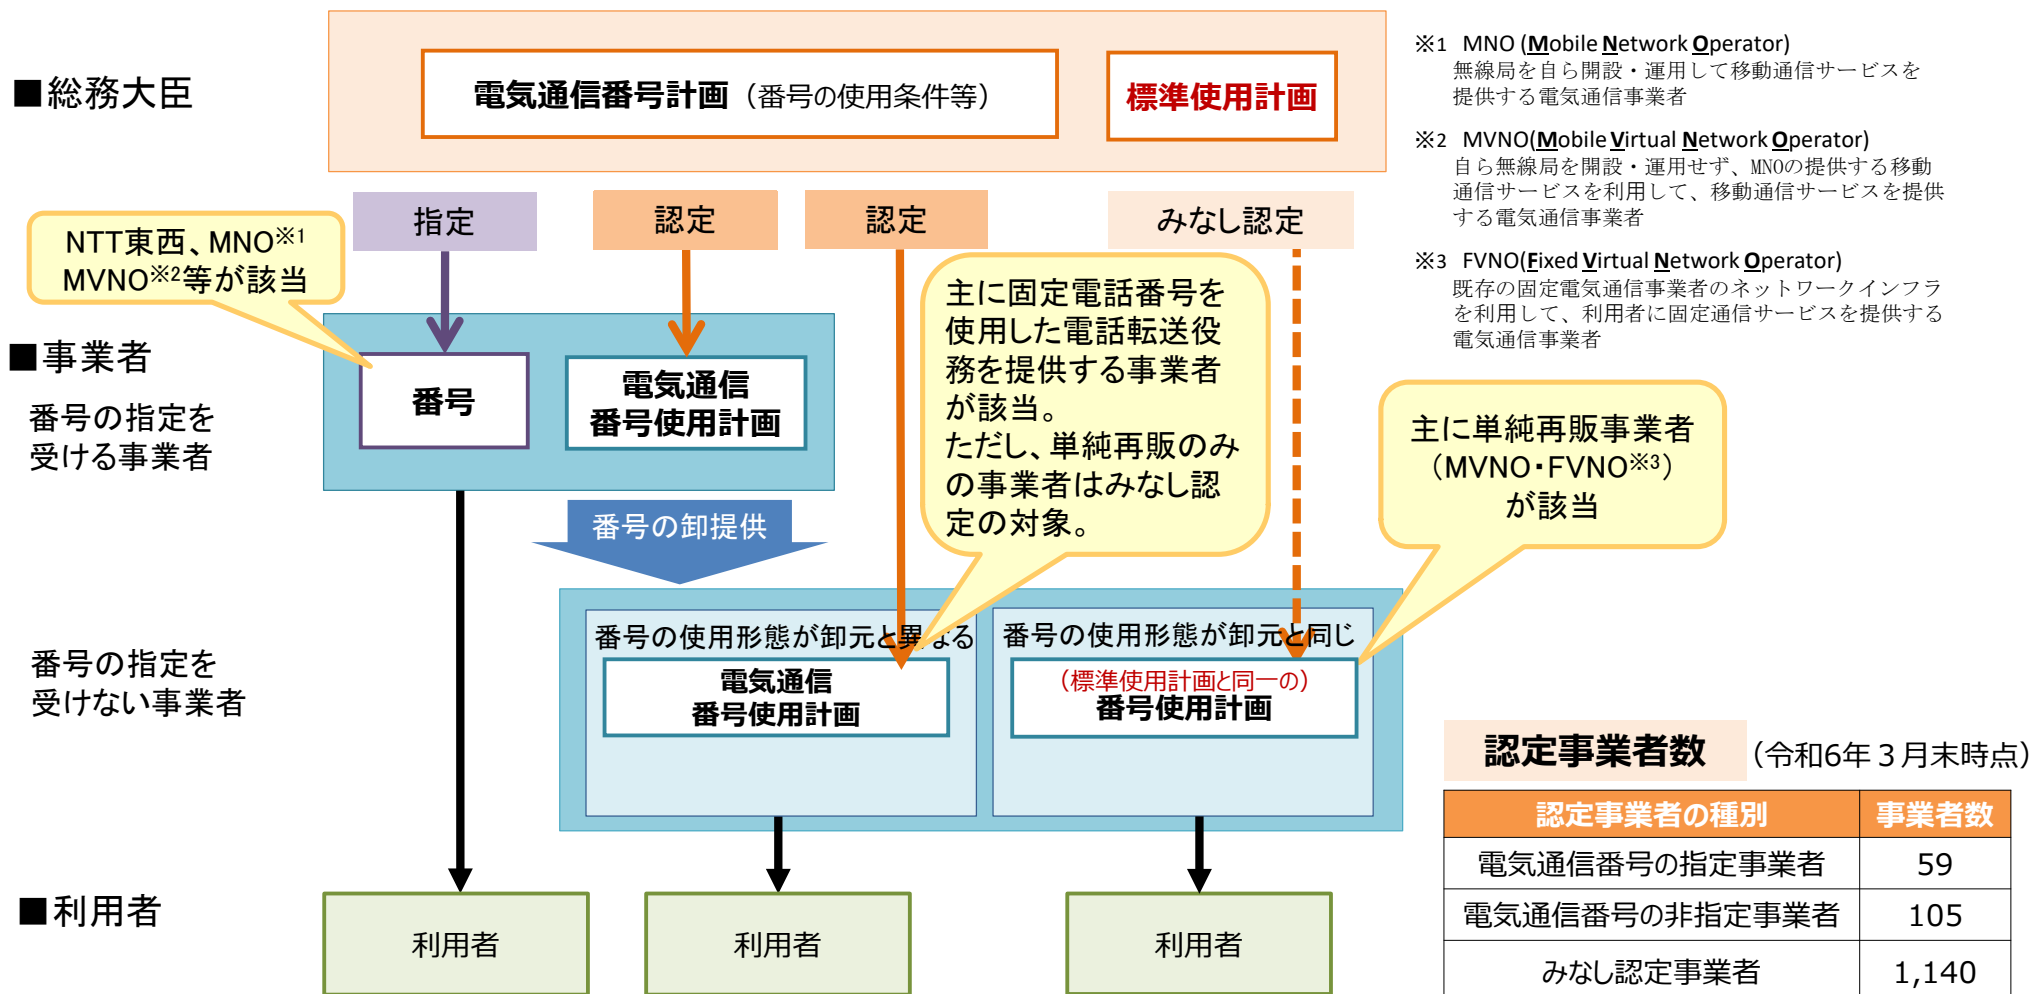 ■総務大臣
電気通信番号計画（番号の使用条件等）
標準使用計画
※1 MNO (Mobile Network Operator)
無線局を自ら開設・運用して移動通信サービスを
提供する電気通信事業者
※2 MVNO(Mobile Virtual Network Operator)
自ら無線局を開設・運用せず、MNOの提供する移動
通信サービスを利用して、移動通信サービスを提供
する電気通信事業者
※3 FVNO(Fixed Virtual Network Operator)
既存の固定電気通信事業者のネットワークインフラ
を利用して、利用者に固定通信サービスを提供する
電気通信事業者
指定
認定
認定
みなし認定
NTT東西、MNO※1
MVNO※2等が該当
■事業者
番号の指定を
受ける事業者
番号
電気通信
番号使用計画
主に固定電話番号を
使用した電話転送役
務を提供する事業者
が該当。
ただし、単純再販のみ
の事業者はみなし認
定の対象。
主に単純再販事業者
（MVNO・FVNO※3）
が該当
番号の卸提供
番号の指定を
受けない事業者
番号の使用形態が卸元と異なる
電気通信
番号使用計画
番号の使用形態が卸元と同じ
（標準使用計画と同一の）
番号使用計画
■利用者
利用者
利用者
利用者
認定事業者数 （令和6年３月末時点）
認定事業者の種別 事業者数
電気通信番号の指定事業者 59
電気通信番号の非指定事業者 105
みなし認定事業者 1,140